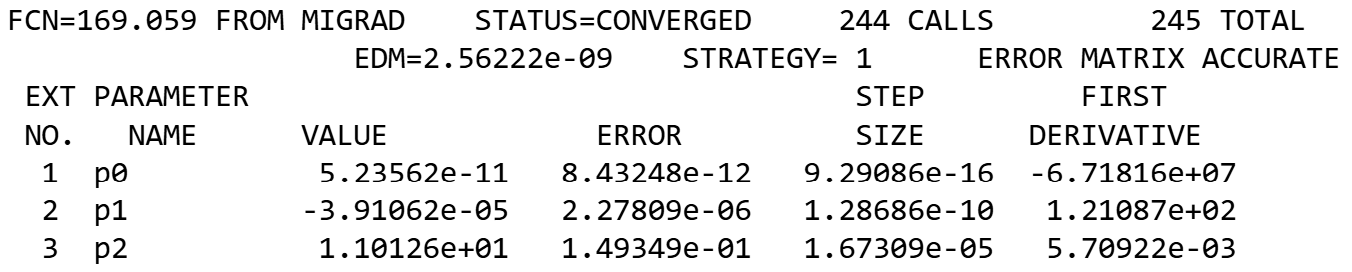 FCN=169.059 FROM MIGRAD    STATUS=CONVERGED     244 CALLS         245 TOTAL
                    EDM=2.56222e-09    STRATEGY= 1      ERROR MATRIX ACCURATE
 EXT PARAMETER                                   STEP         FIRST
 NO.   NAME      VALUE            ERROR          SIZE      DERIVATIVE
  1  p0           5.23562e-11   8.43248e-12   9.29086e-16  -6.71816e+07
  2  p1          -3.91062e-05   2.27809e-06   1.28686e-10   1.21087e+02
  3  p2           1.10126e+01   1.49349e-01   1.67309e-05   5.70922e-03